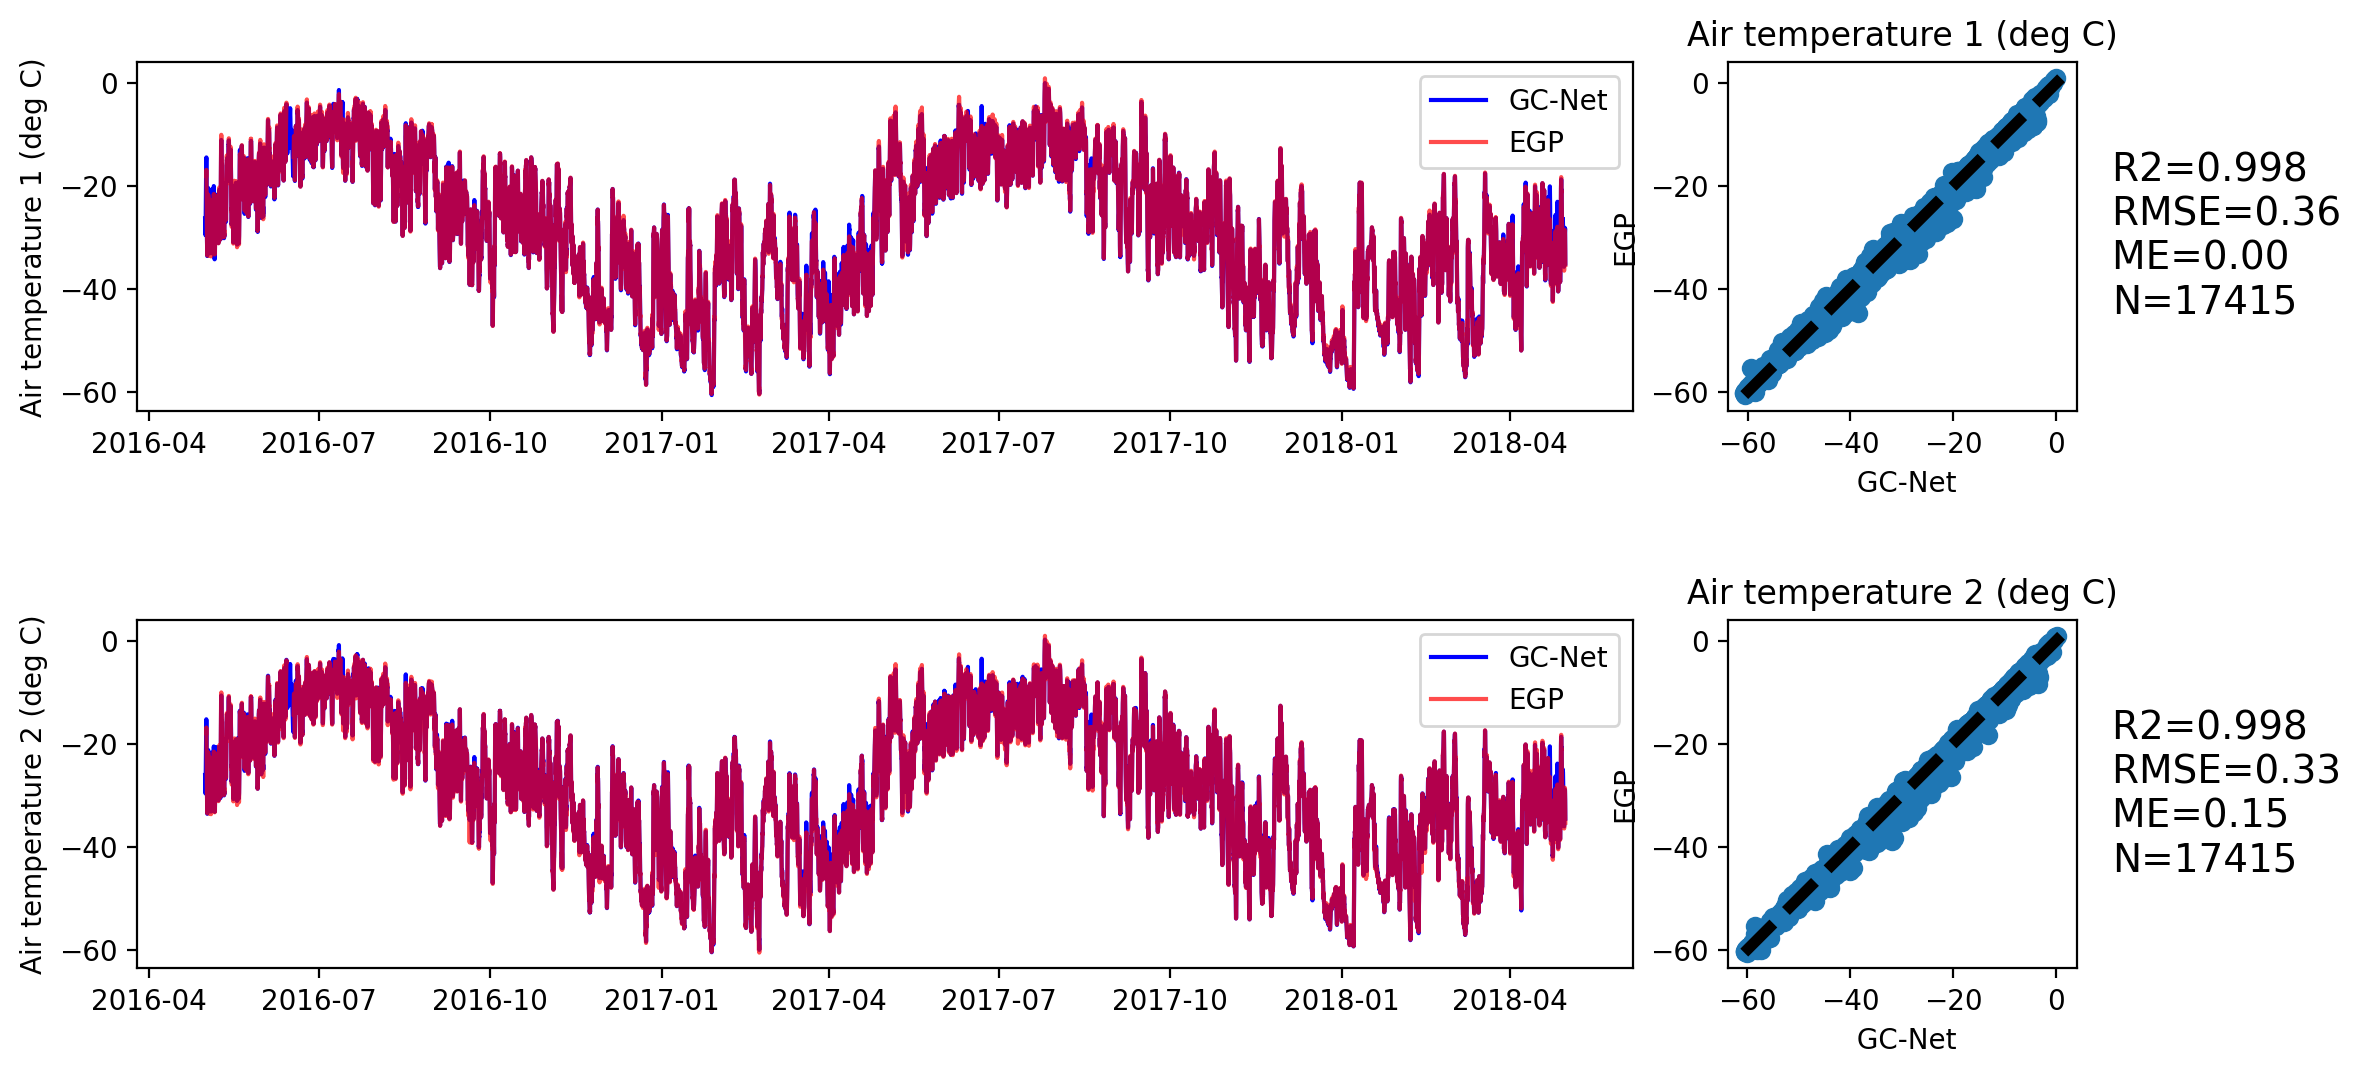 Air temperature 1 (deg C)
Air temperature 1 (deg C)
0
−20
−40
−60
2016-04 2016-07 2016-10 2017-01 2017-04 2017-07 2017-10 2018-01 2018-04
GC-Net
EGP
EGP
0
−20
−40
−60
−60 −40 −20 0
GC-Net
R2=0.998
RMSE=0.36
ME=0.00
N=17415
Air temperature 2 (deg C)
Air temperature 2 (deg C)
0
−20
−40
−60
2016-04 2016-07 2016-10 2017-01 2017-04 2017-07 2017-10 2018-01 2018-04
GC-Net
EGP
EGP
0
−20
−40
−60
−60 −40 −20 0
GC-Net
R2=0.998
RMSE=0.33
ME=0.15
N=17415